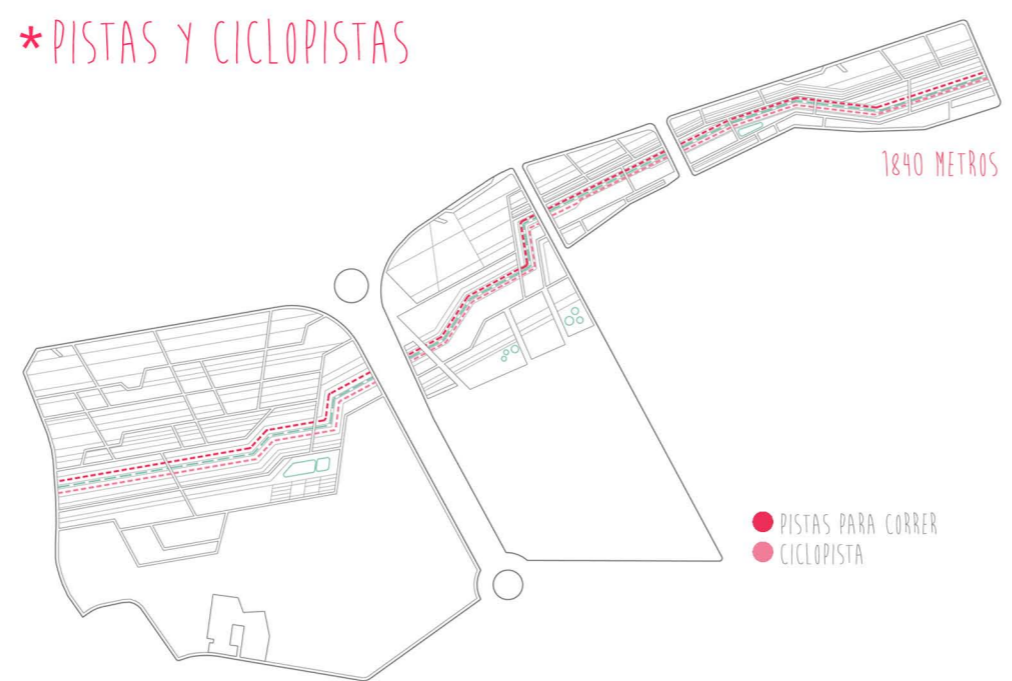 *PISTAS Y CICLOPISTAS
1840 METROS
PISTAS PARA CORRER
CICLOPISTA